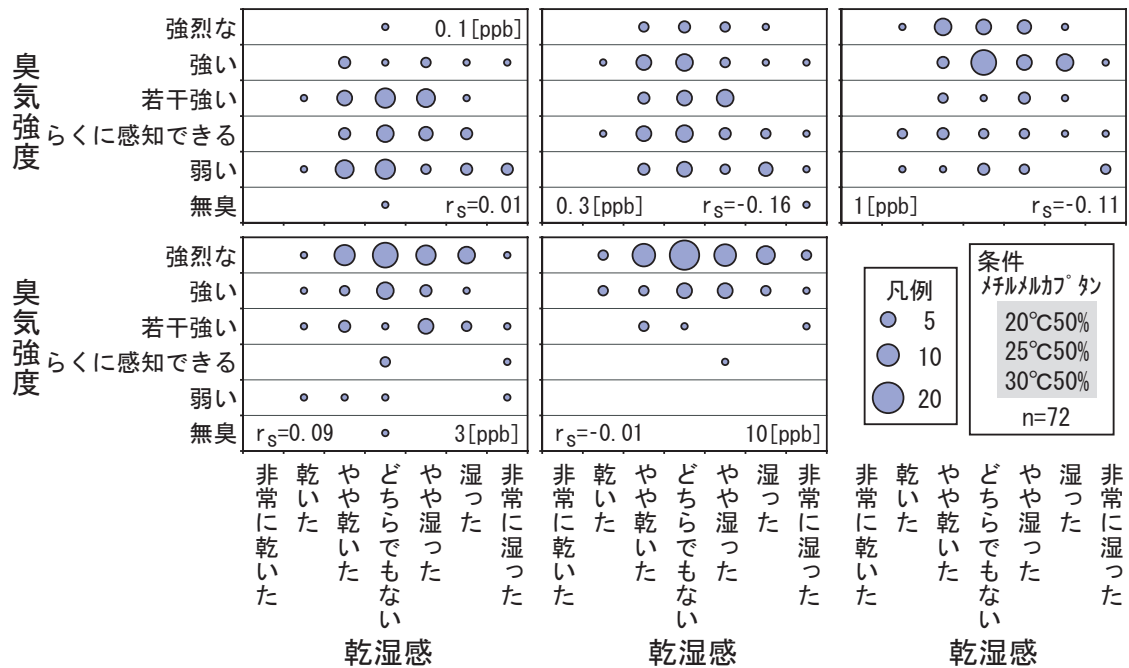 臭気強度
強烈な
強い
若干強い
らくに感知できる
弱い
無臭
0.1[ppb]
rs=0.01
0.3[ppb]
rs=-0.16
1[ppb]
rs=-0.11
臭気強度
強烈な
強い
若干強い
らくに感知できる
弱い
無臭
rs=0.09
3[ppb]
rs=-0.01
10[ppb]
凡例
5
10
20
条件
メチルメルカプタン
20℃50%
25℃50%
30℃50%
n=72
非常に乾いた
乾いた
やや乾いた
どちらでもない
やや湿った
湿った
非常に湿った
非常に乾いた
乾いた
やや乾いた
どちらでもない
やや湿った
湿った
非常に湿った
非常に乾いた
乾いた
やや乾いた
どちらでもない
やや湿った
湿った
非常に湿った
乾湿感
乾湿感
乾湿感